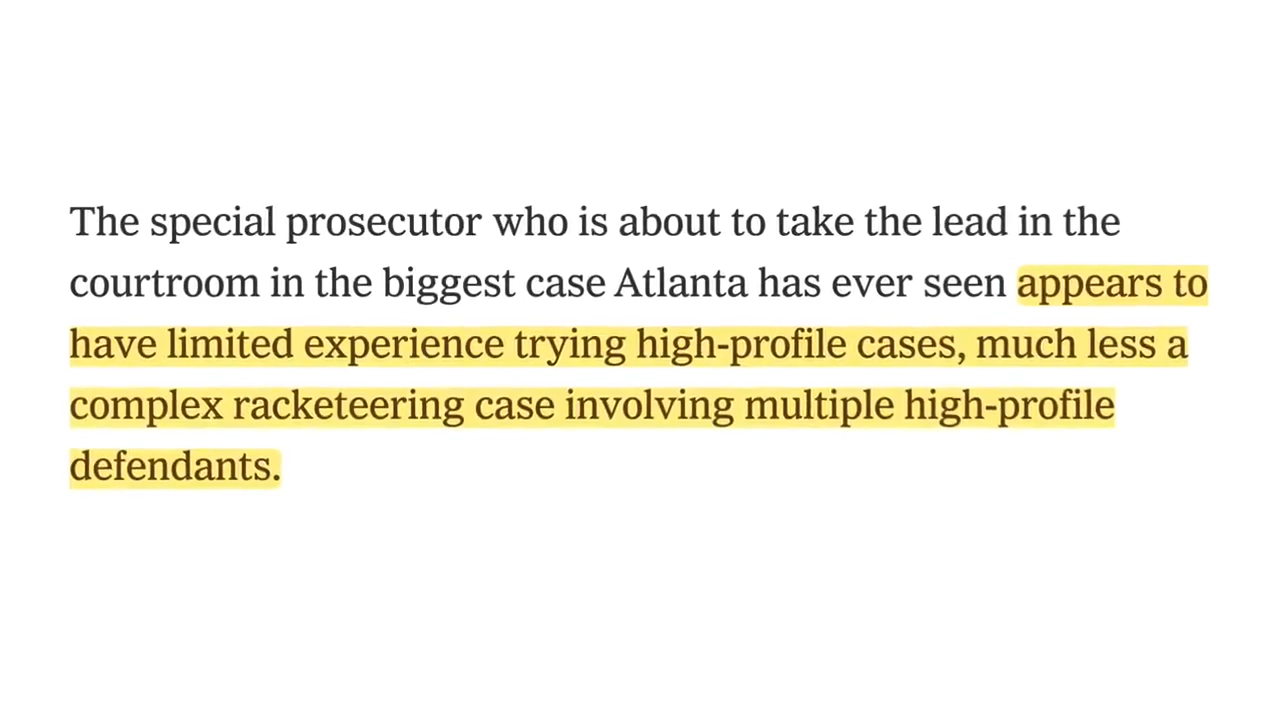 The special prosecutor who is about to take the lead in the
courtroom in the biggest case Atlanta has ever seen appears to
have limited experience trying high-profile cases, much less a
complex racketeering case involving multiple high-profile
defendants.